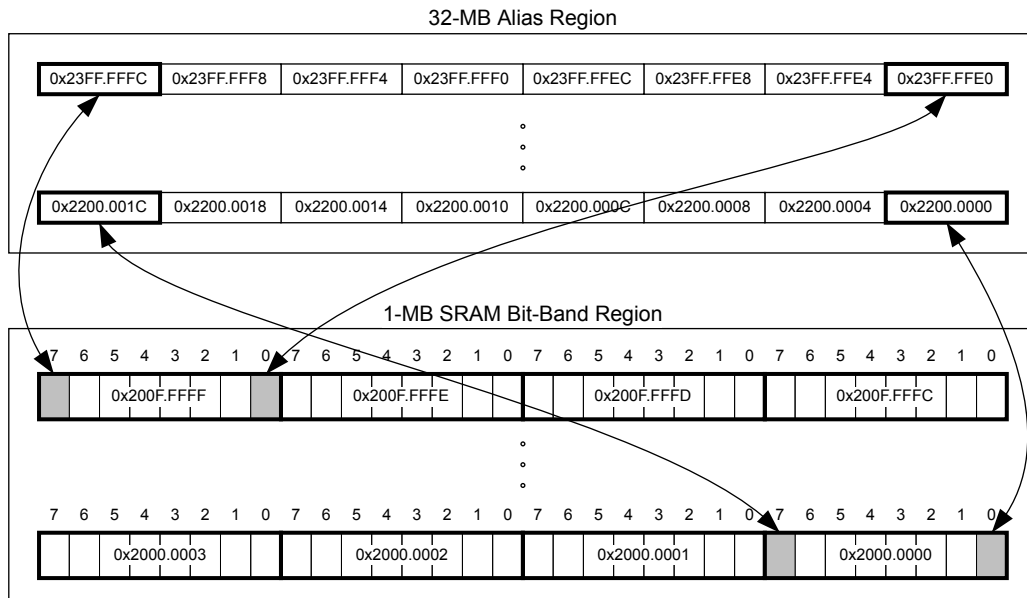 32-MB Alias Region
0x23FF.FFFC 0x23FF.FFF8 0x23FF.FFF4 0x23FF.FFF0 0x23FF.FFEC 0x23FF.FFE8 0x23FF.FFE4 0x23FF.FFE0
0x2200.001C 0x2200.0018 0x2200.0014 0x2200.0010 0x2200.000C 0x2200.0008 0x2200.0004 0x2200.0000
1-MB SRAM Bit-Band Region
7 6 5 4 3 2 1 0 7 6 5 4 3 2 1 0 7 6 5 4 3 2 1 0 7 6 5 4 3 2 1 0
0x200F.FFFF 0x200F.FFFE 0x200F.FFFD 0x200F.FFFC
7 6 5 4 3 2 1 0 7 6 5 4 3 2 1 0 7 6 5 4 3 2 1 0 7 6 5 4 3 2 1 0
0x2000.0003 0x2000.0002 0x2000.0001 0x2000.0000